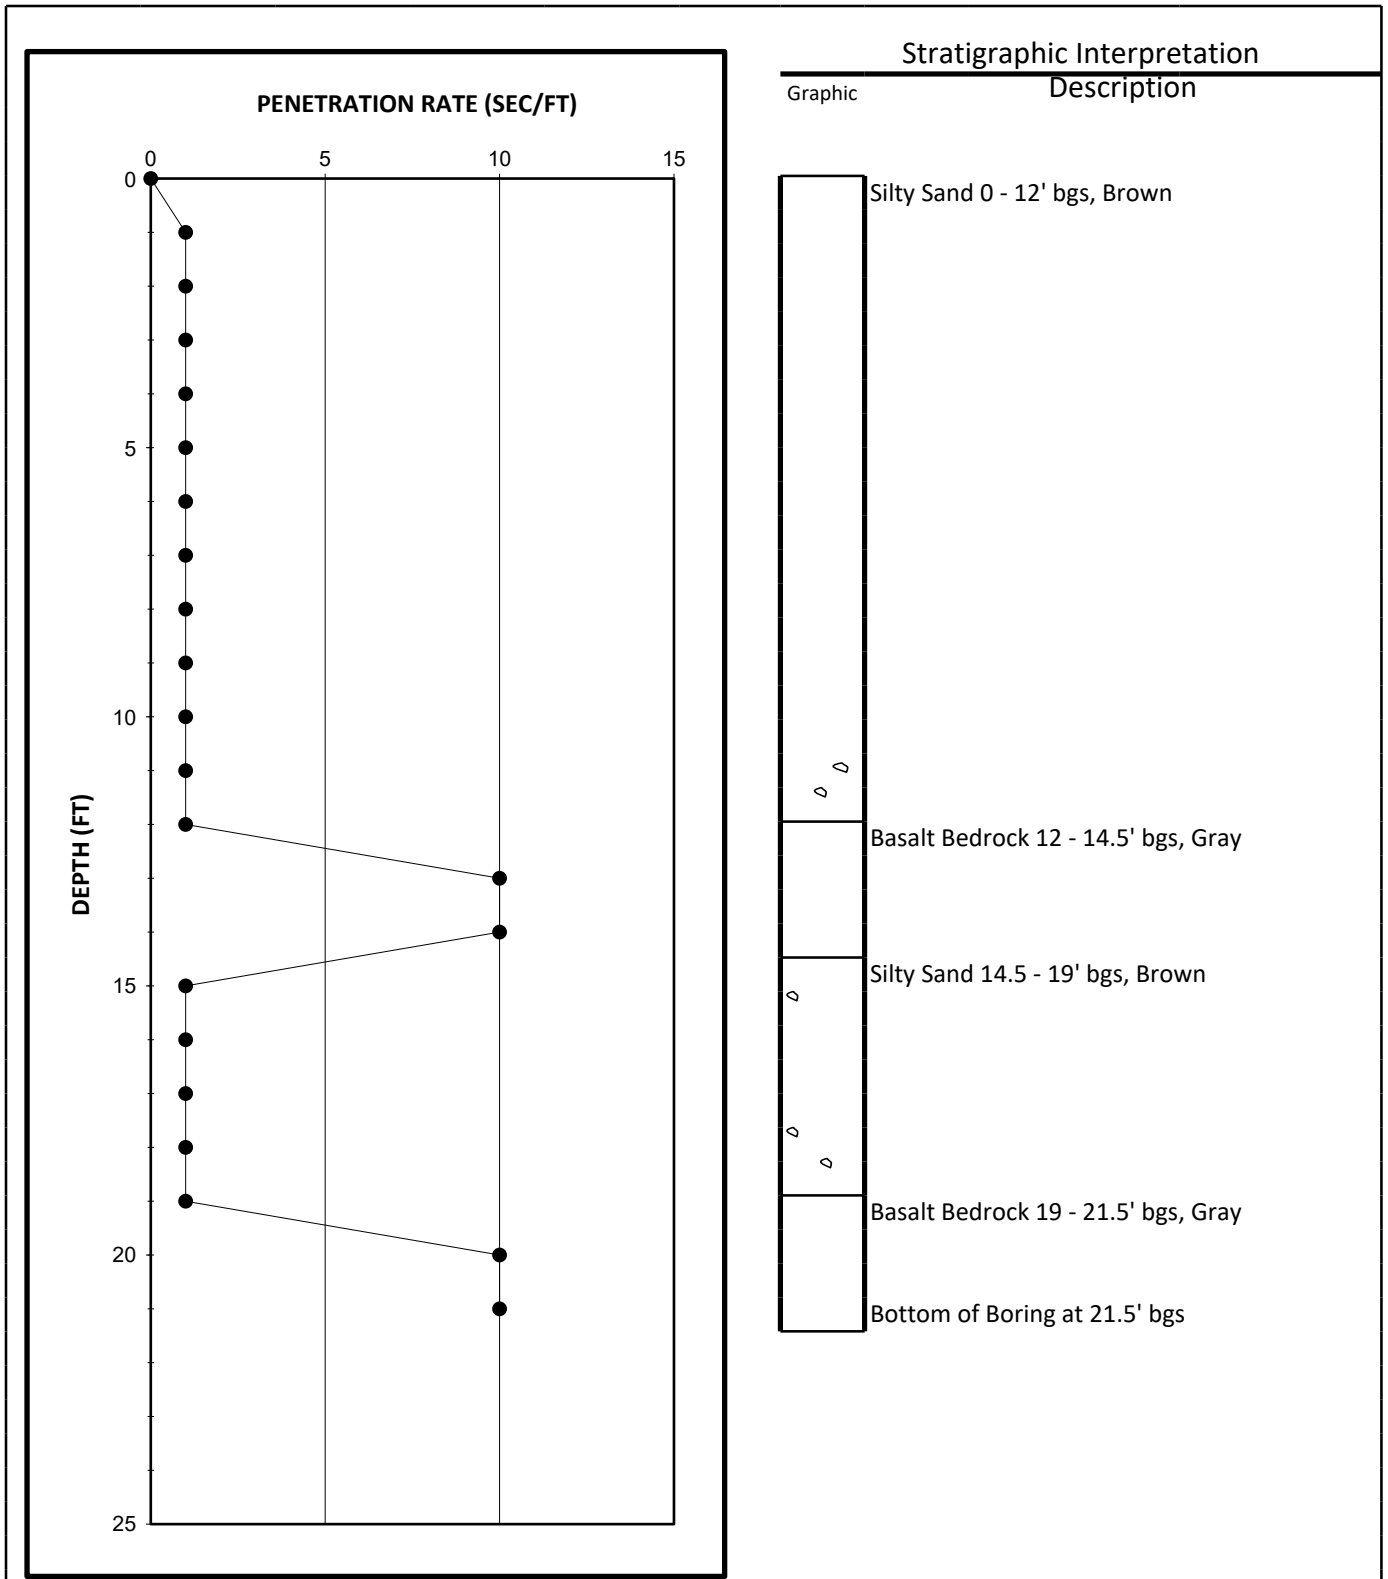 Stratigraphic Interpretation
Graphic Description
PENETRATION RATE (SEC/FT)
0 5 10 15
0
5
10
15
20
25
DEPTH (FT)
Silty Sand 0 - 12' bgs, Brown
Basalt Bedrock 12 - 14.5' bgs, Gray
Silty Sand 14.5 - 19' bgs, Brown
Basalt Bedrock 19 - 21.5' bgs, Gray
Bottom of Boring at 21.5' bgs